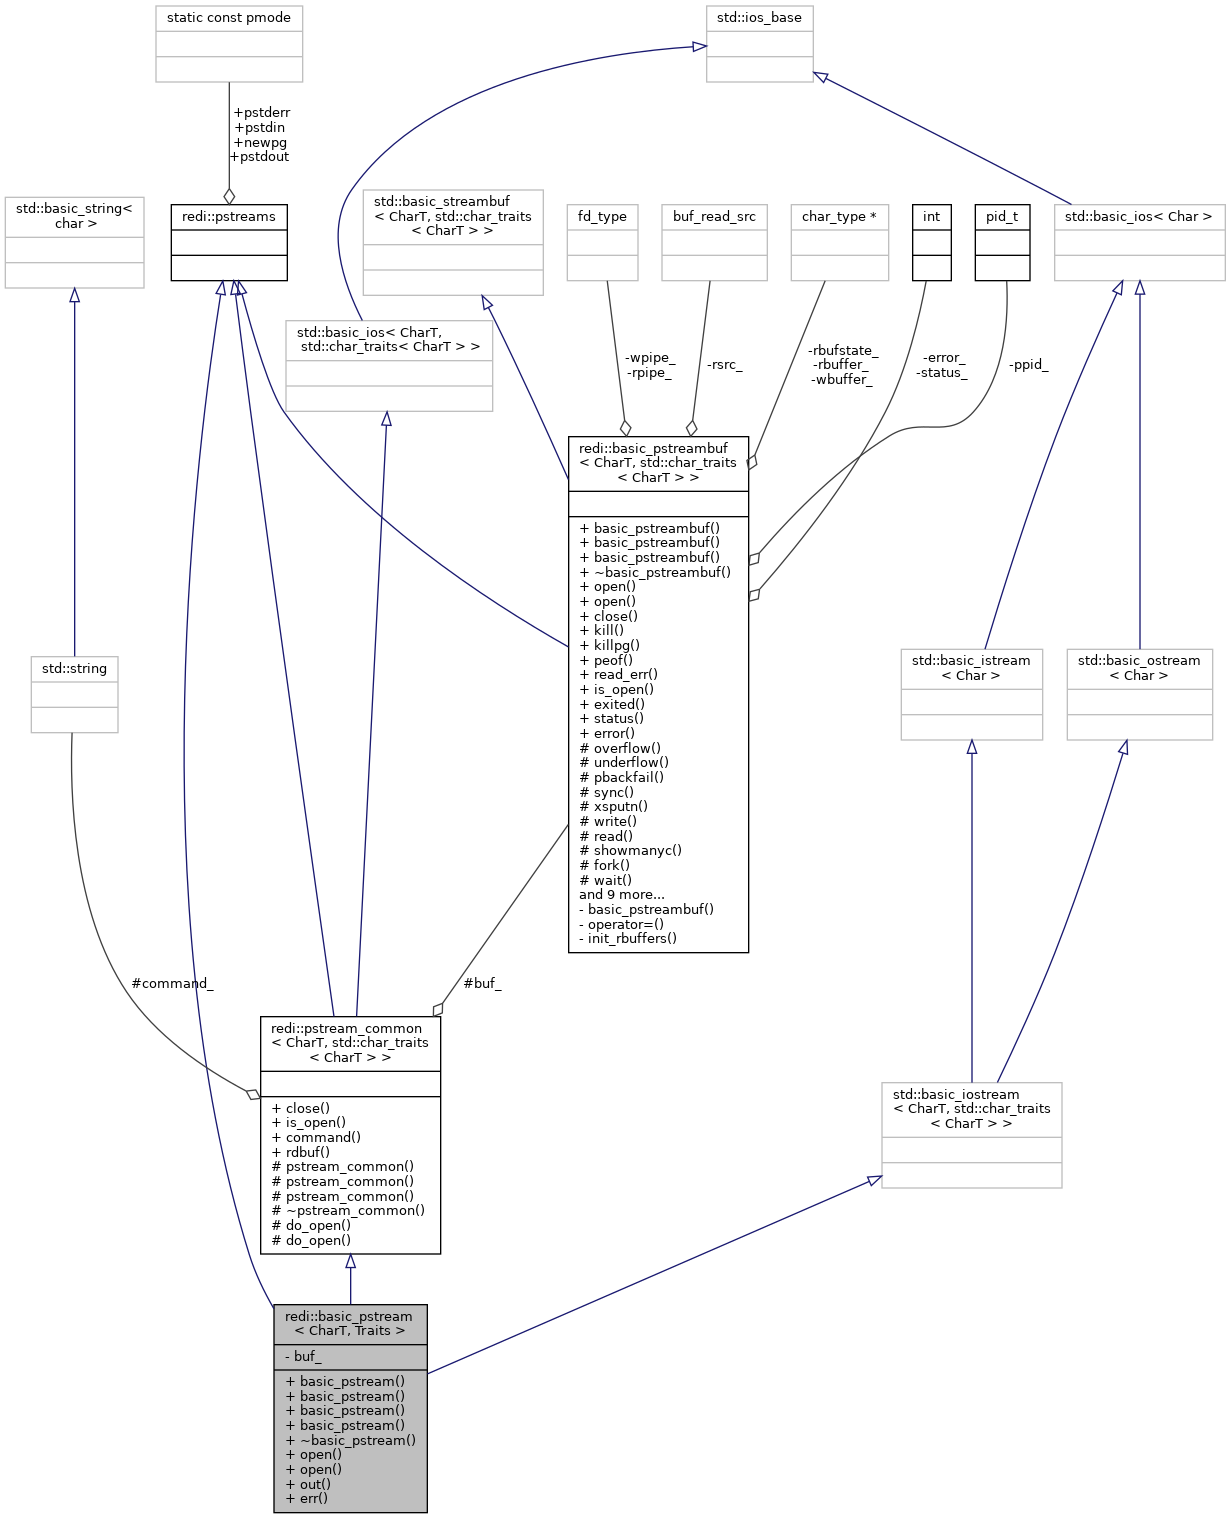 static const pmode
std::ios_base
+pstderr
+pstdin
+newpg
+pstdout
std::basic_string<
char >
redi::pstreams
std::basic_streambuf
< CharT, std::char_traits
< CharT > >
fd_type
buf_read_src
char_type *
int
pid_t
std::basic_ios< Char >
std::basic_ios< CharT,
std::char_traits< CharT > >
-wpipe_
-rpipe_
-rsrc_
-rbufstate_
-rbuffer_
-wbuffer_
-error_
-status_
-ppid_
redi::basic_pstreambuf
< CharT, std::char_traits
< CharT > >
+ basic_pstreambuf()
+ basic_pstreambuf()
+ basic_pstreambuf()
+ ~basic_pstreambuf()
+ open()
+ open()
+ close()
+ kill()
+ killpg()
+ peof()
+ read_err()
+ is_open()
+ exited()
+ status()
+ error()
# overflow()
# underflow()
# pbackfail()
# sync()
# xsputn()
# write()
# read()
# showmanyc()
# fork()
# wait()
and 9 more...
- basic_pstreambuf()
- operator=()
- init_rbuffers()
std::string
std::basic_istream
< Char >
std::basic_ostream
< Char >
#command_
#buf_
redi::pstream_common
< CharT, std::char_traits
< CharT > >
+ close()
+ is_open()
+ command()
+ rdbuf()
# pstream_common()
# pstream_common()
# pstream_common()
# ~pstream_common()
# do_open()
# do_open()
std::basic_iostream
< CharT, std::char_traits
< CharT > >
redi::basic_pstream
< CharT, Traits >
- buf_
+ basic_pstream()
+ basic_pstream()
+ basic_pstream()
+ basic_pstream()
+ ~basic_pstream()
+ open()
+ open()
+ out()
+ err()